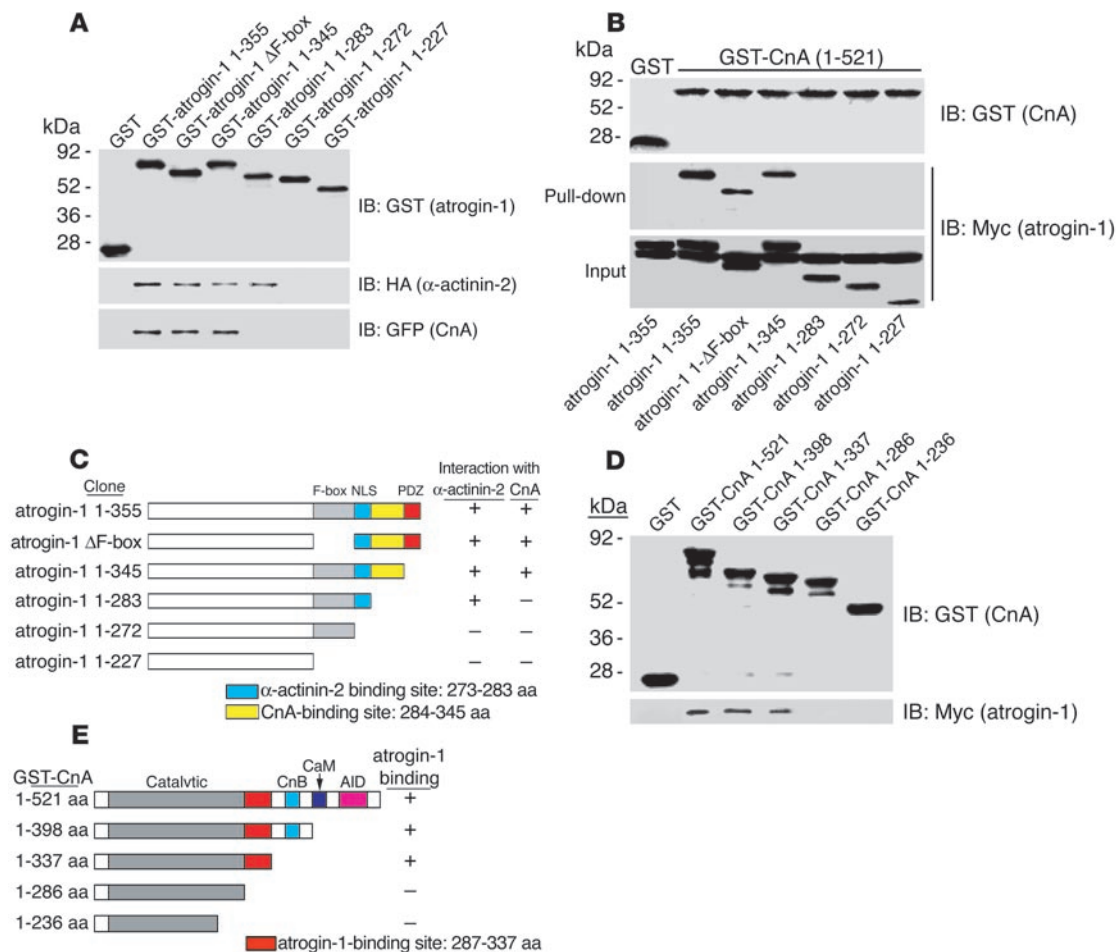 A
kDa
GST
GST-atrogin-1 1-355
GST-atrogin-1 ΔF-box
GST-atrogin-1 1-345
GST-atrogin-1 1-283
GST-atrogin-1 1-272
GST-atrogin-1 1-227
92 -
52 -
36 -
28 -
IB: GST (atrogin-1)
IB: HA (α-actinin-2)
IB: GFP (CnA)
B
kDa
GST
GST-CnA (1-521)
92 -
52 -
28 -
IB: GST (CnA)
Pull-down
Input
IB: Myc (atrogin-1)
atrogin-1 1-355
atrogin-1 1-355
atrogin-1 1-ΔF-box
atrogin-1 1-345
atrogin-1 1-283
atrogin-1 1-272
atrogin-1 1-227
C
Interaction with
Clone F-box NLS PDZ α-actinin-2 CnA
atrogin-1 1-355 + +
atrogin-1 ΔF-box + +
atrogin-1 1-345 + +
atrogin-1 1-283 + −
atrogin-1 1-272 − −
atrogin-1 1-227 − −
α-actinin-2 binding site: 273-283 aa
CnA-binding site: 284-345 aa
D
kDa
GST
GST-CnA 1-521
GST-CnA 1-398
GST-CnA 1-337
GST-CnA 1-286
GST-CnA 1-236
92 -
52 -
36 -
28 -
IB: GST (CnA)
IB: Myc (atrogin-1)
E
GST-CnA Catalytic CnB CaM AID atrogin-1 binding
1-521 aa +
1-398 aa +
1-337 aa +
1-286 aa −
1-236 aa −
atrogin-1-binding site: 287-337 aa